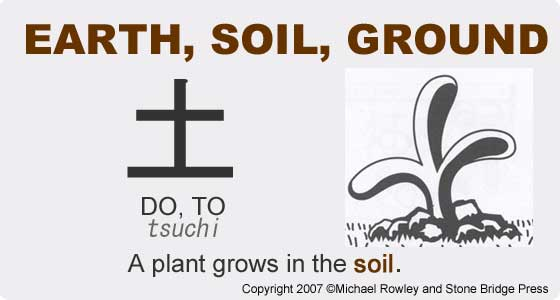 EARTH, SOIL, GROUND
土
DO, TO
tsuchi
A plant grows in the soil.
Copyright 2007 ©Michael Rowley and Stone Bridge Press